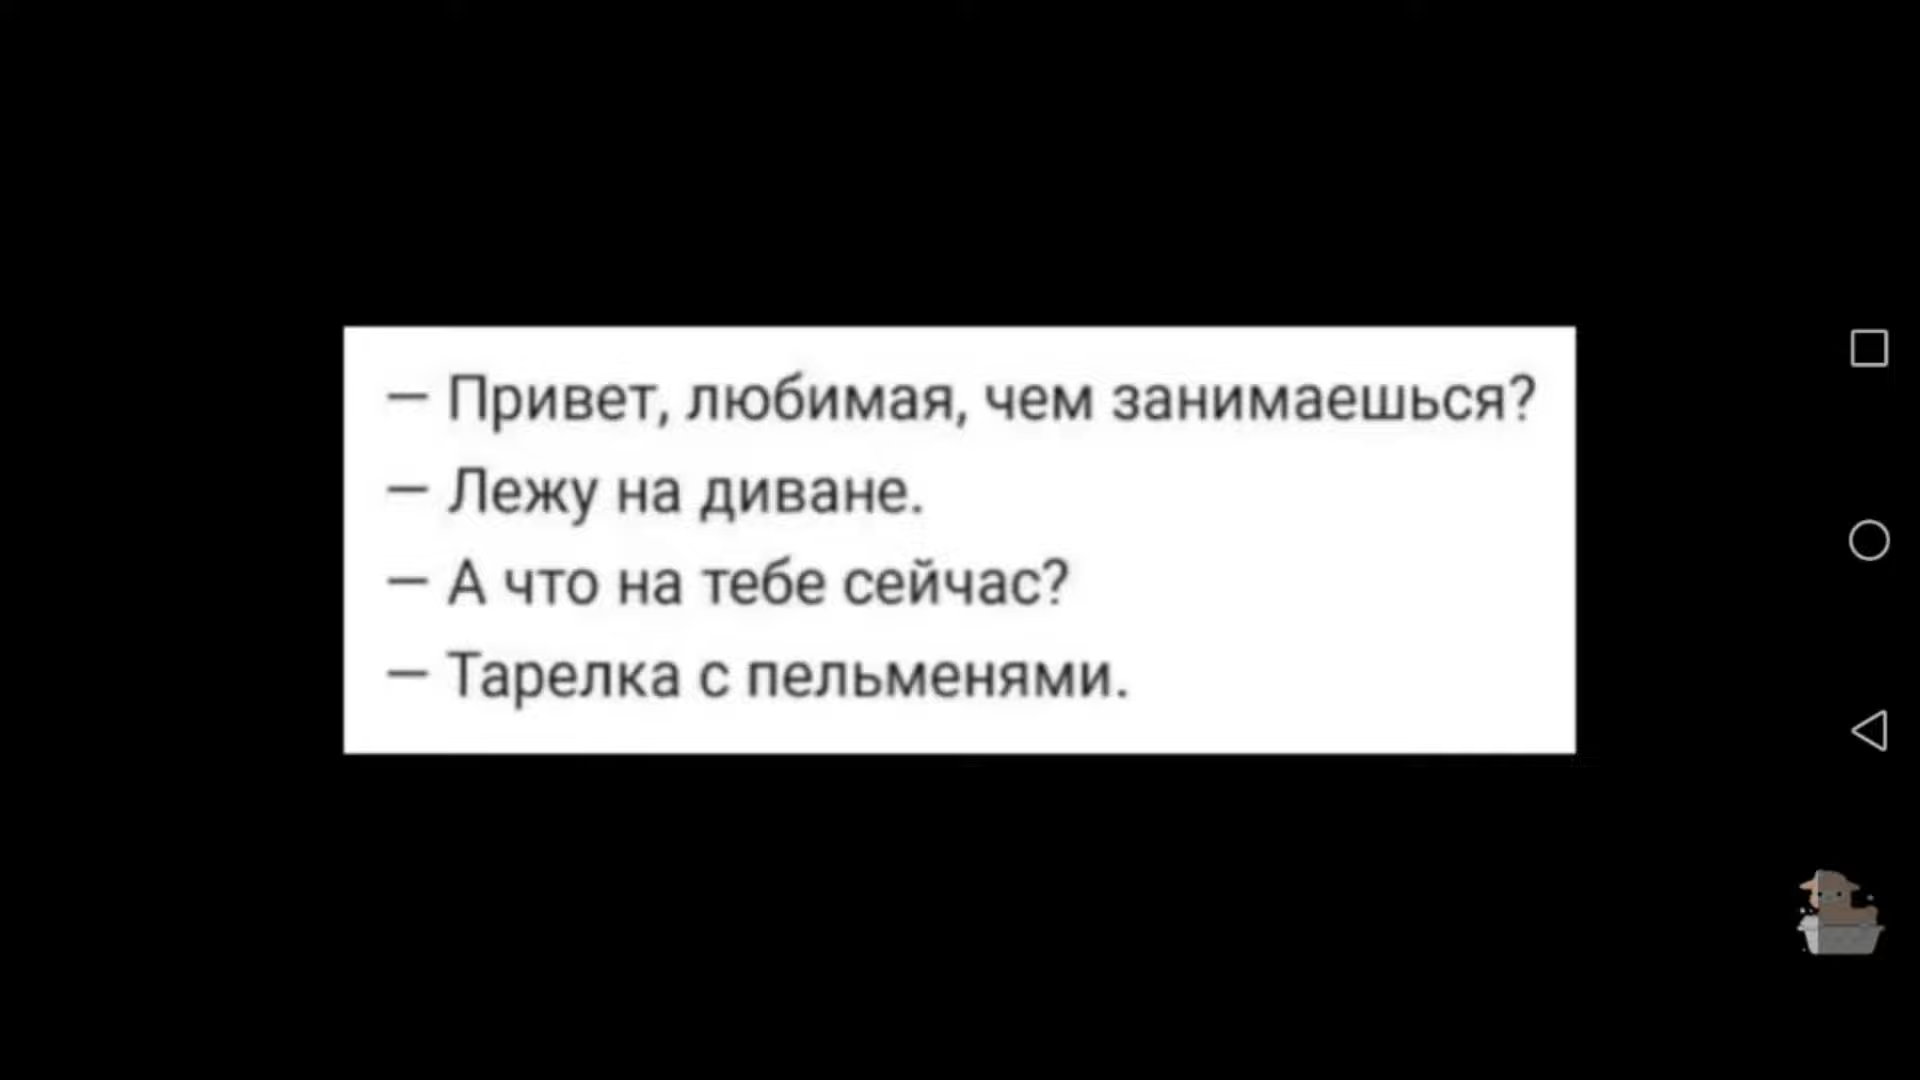 — Привет, любимая, чем занимаешься?
— Лежу на диване.
— А что на тебе сейчас?
— Тарелка с пельменями.